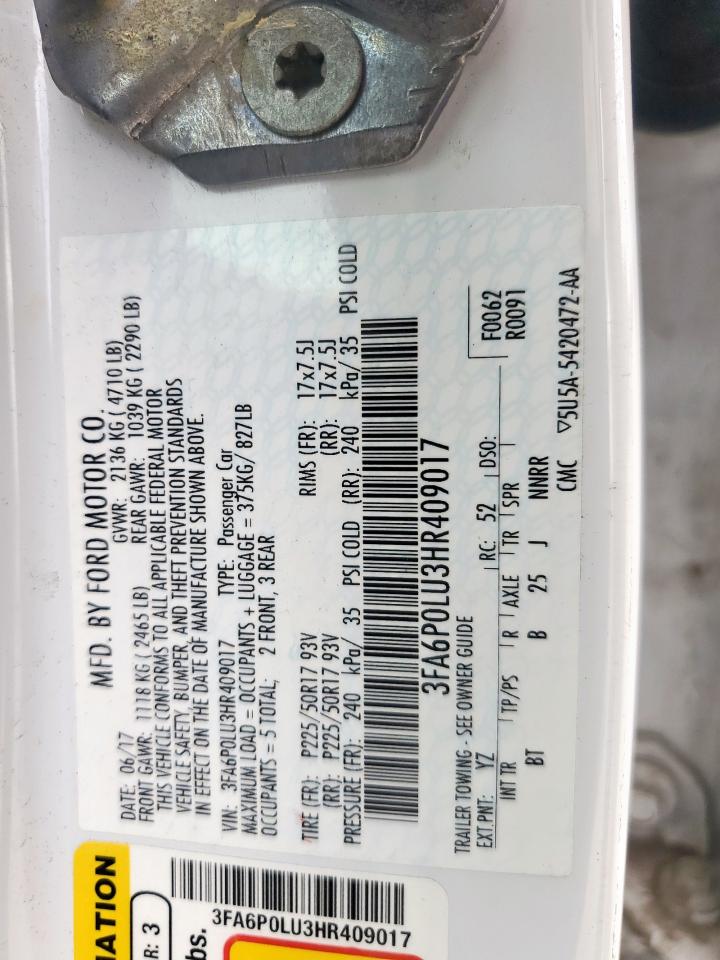 MFD. BY FORD MOTOR CO.
DATE: 06/17 GVWR: 2136 KG ( 4710 LB)
FRONT GAWR: 1118 KG ( 2465 LB) REAR GAWR: 1039 KG ( 2290 LB)
THIS VEHICLE CONFORMS TO ALL APPLICABLE FEDERAL MOTOR
VEHICLE SAFETY, BUMPER, AND THEFT PREVENTION STANDARDS
IN EFFECT ON THE DATE OF MANUFACTURE SHOWN ABOVE.
VIN: 3FA6P0LU3HR409017 TYPE: Passenger Car
MAXIMUM LOAD = OCCUPANTS + LUGGAGE = 375KG/ 827LB
OCCUPANTS = 5 TOTAL; 2 FRONT, 3 REAR
TIRE (FR): P225/50R17 93V RIMS (FR): 17x7.5J
(RR): P225/50R17 93V (RR): 17x7.5J
PRESSURE (FR): 240 kPa/ 35 PSI COLD (RR): 240 kPa/ 35 PSI COLD
3FA6P0LU3HR409017
TRAILER TOWING - SEE OWNER GUIDE
F0062
EXT.PNT: YZ RC: 52 DSO: R0091
INT TR TP/PS R AXLE TR SPR
BT B 25 J NNRR
CMC ▽5U5A-5420472-AA
MATION
R: 3
bs.
3FA6P0LU3HR409017